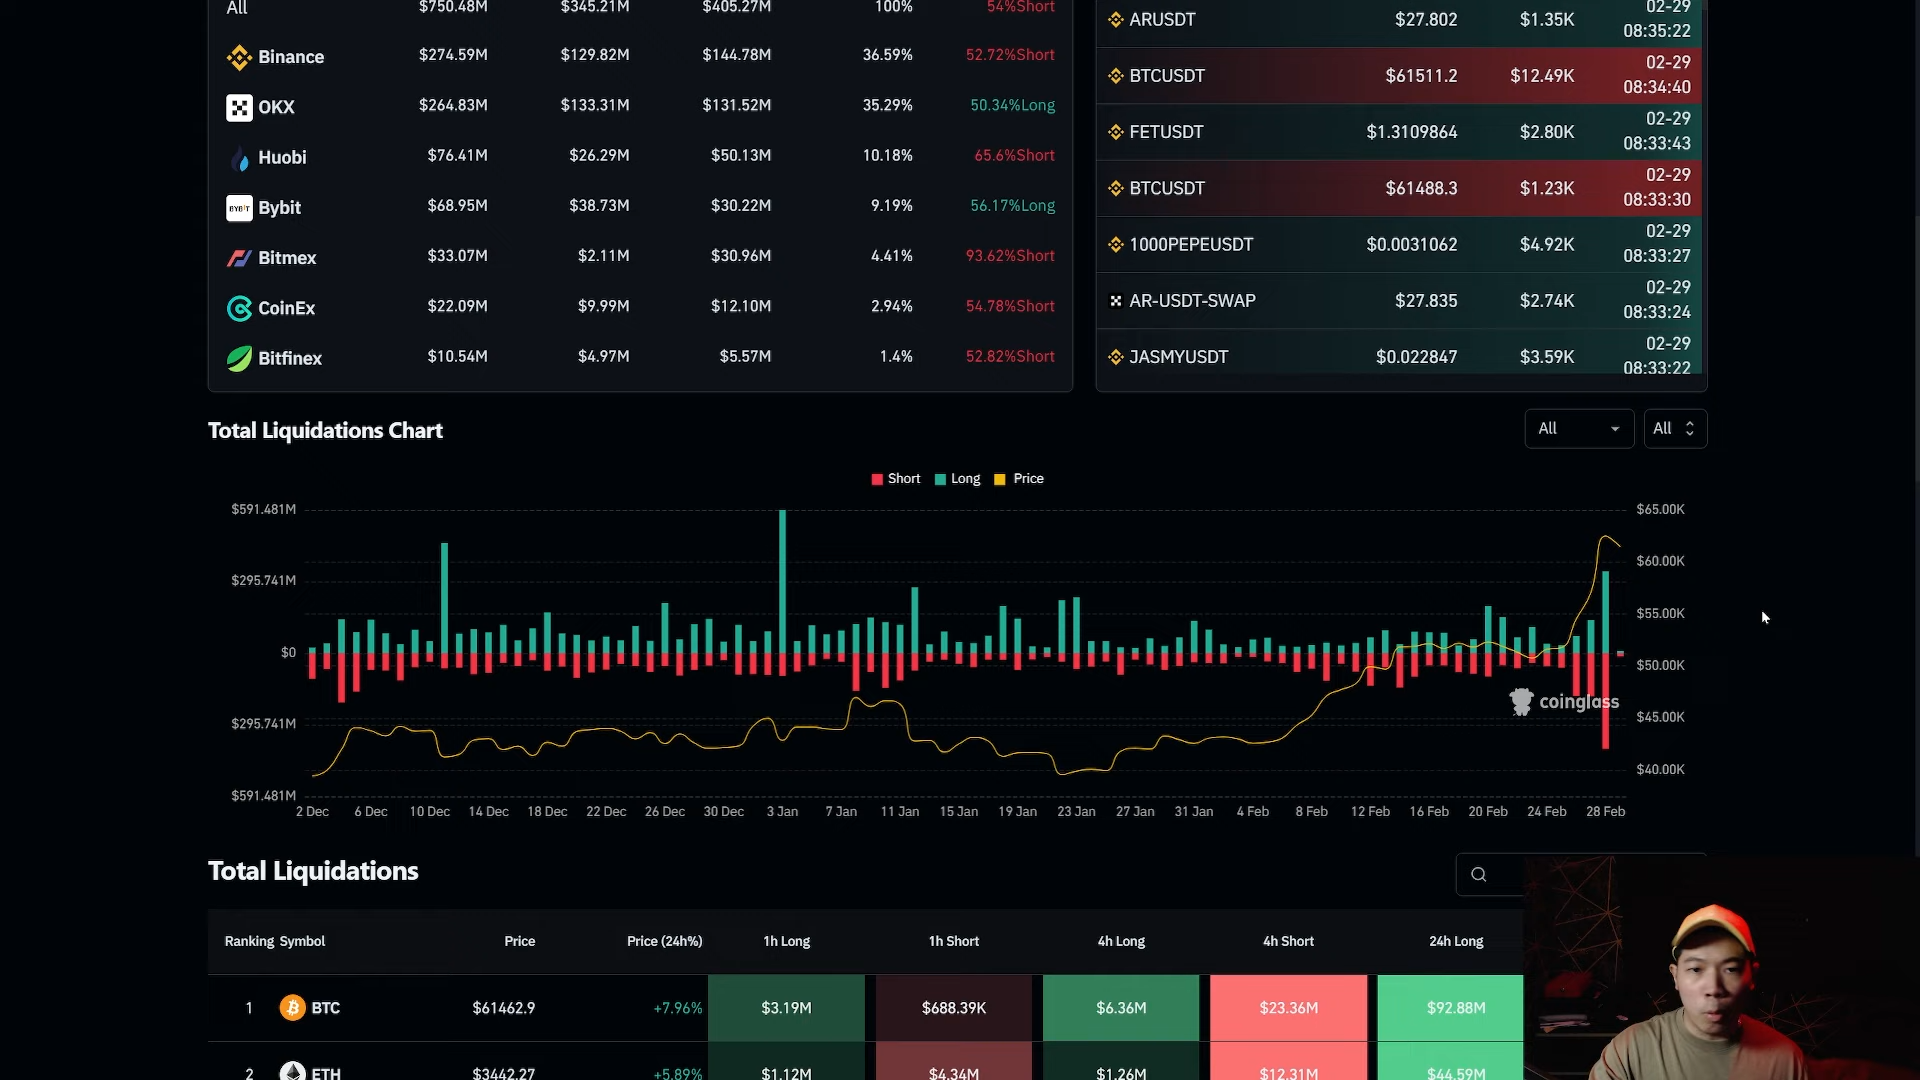 All $750.48M $345.21M $405.27M 100% 54%Short
Binance $274.59M $129.82M $144.78M 36.59% 52.72%Short
OKX $264.83M $133.31M $131.52M 35.29% 50.34%Long
Huobi $76.41M $26.29M $50.13M 10.18% 65.6%Short
BYBIT Bybit $68.95M $38.73M $30.22M 9.19% 56.17%Long
Bitmex $33.07M $2.11M $30.96M 4.41% 93.62%Short
CoinEx $22.09M $9.99M $12.10M 2.94% 54.78%Short
Bitfinex $10.54M $4.97M $5.57M 1.4% 52.82%Short
ARUSDT $27.802 $1.35K 02-29 08:35:22
BTCUSDT $61511.2 $12.49K 02-29 08:34:40
FETUSDT $1.3109864 $2.80K 02-29 08:33:43
BTCUSDT $61488.3 $1.23K 02-29 08:33:30
1000PEPEUSDT $0.0031062 $4.92K 02-29 08:33:27
AR-USDT-SWAP $27.835 $2.74K 02-29 08:33:24
JASMYUSDT $0.022847 $3.59K 02-29 08:33:22
Total Liquidations Chart
All All
Short Long Price
$591.481M $65.00K
$60.00K
$295.741M
$55.00K
$0
$50.00K
coinglass
$295.741M
$45.00K
$40.00K
$591.481M
2 Dec 6 Dec 10 Dec 14 Dec 18 Dec 22 Dec 26 Dec 30 Dec 3 Jan 7 Jan 11 Jan 15 Jan 19 Jan 23 Jan 27 Jan 31 Jan 4 Feb 8 Feb 12 Feb 16 Feb 20 Feb 24 Feb 28 Feb
Total Liquidations
Ranking Symbol Price Price (24h%) 1h Long 1h Short 4h Long 4h Short 24h Long
1 BTC $61462.9 +7.96% $3.19M $688.39K $6.36M $23.36M $92.88M
2 ETH $3442.27 +5.89% $1.12M $4.34M $1.26M $12.31M $44.59M